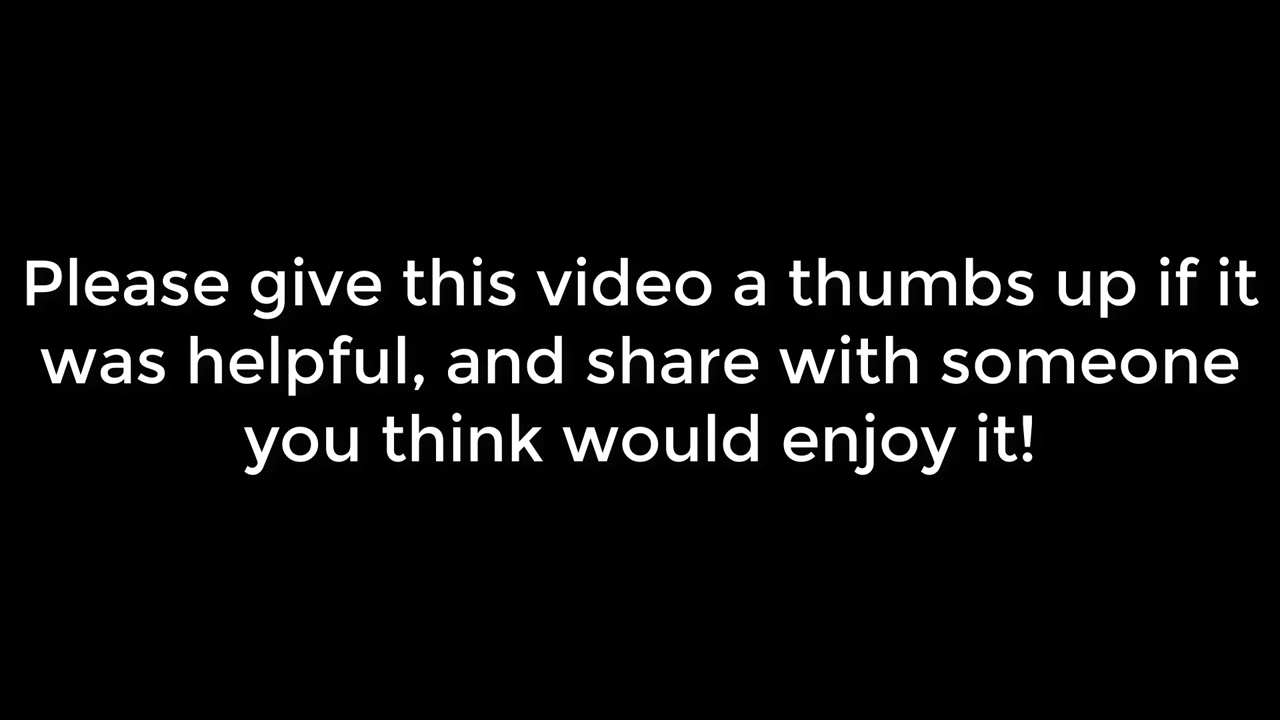 Please give this video a thumbs up if it
was helpful, and share with someone
you think would enjoy it!